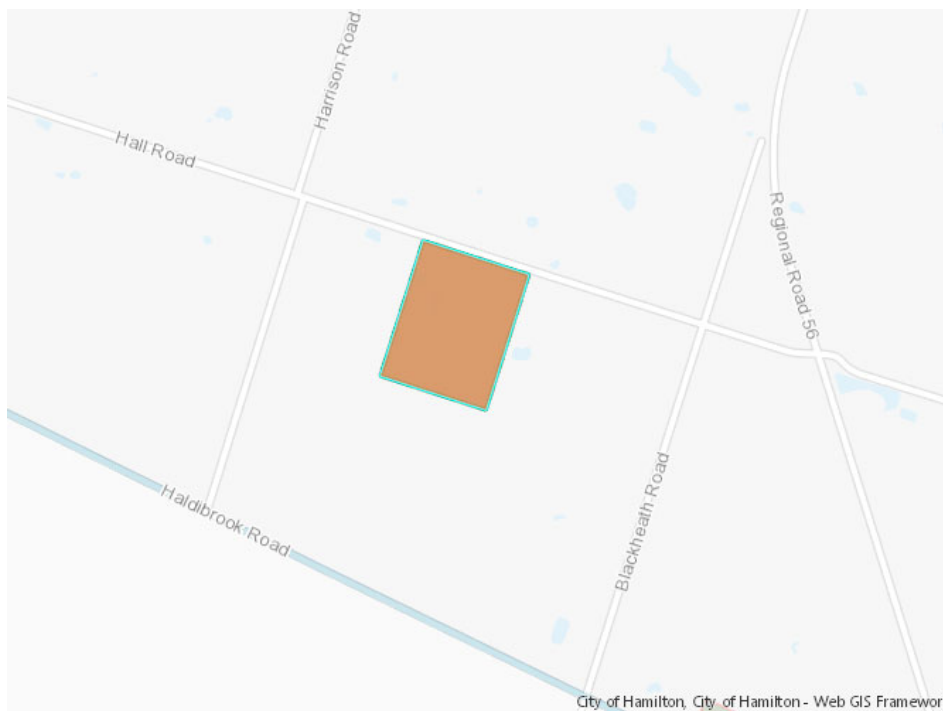 Harrison Road
Hall Road
Regional Road 56
Blackheath Road
Haldibrook Road
City of Hamilton, City of Hamilton - Web GIS Framewor